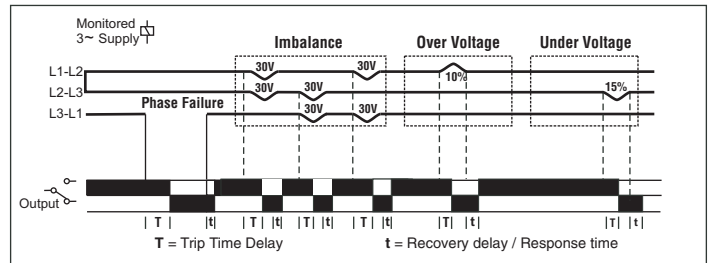 Monitored
3~ Supply
Imbalance Over Voltage Under Voltage
L1-L2 30V 30V 10%
L2-L3 30V 30V 15%
Phase Failure
L3-L1 30V 30V
Output
T t T t T t T t T t T t
T = Trip Time Delay t = Recovery delay / Response time